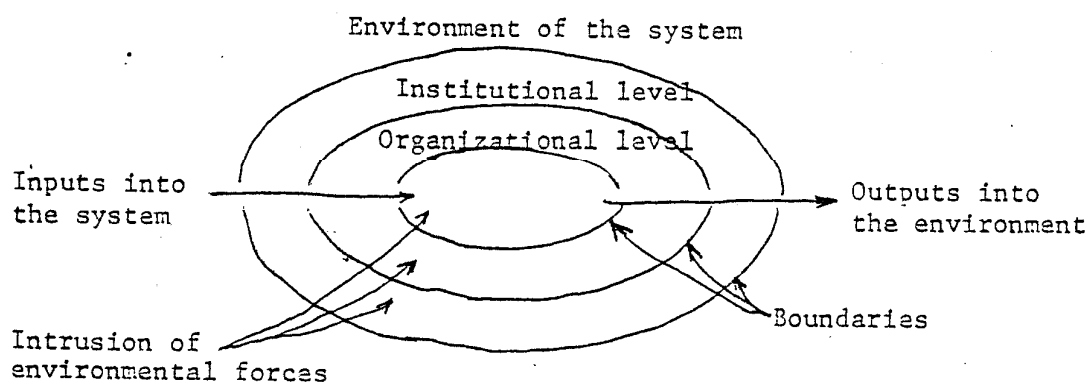 Environment of the system
Institutional level
Organizational level
Inputs into
the system
Outputs into
the environment
Boundaries
Intrusion of
environmental forces